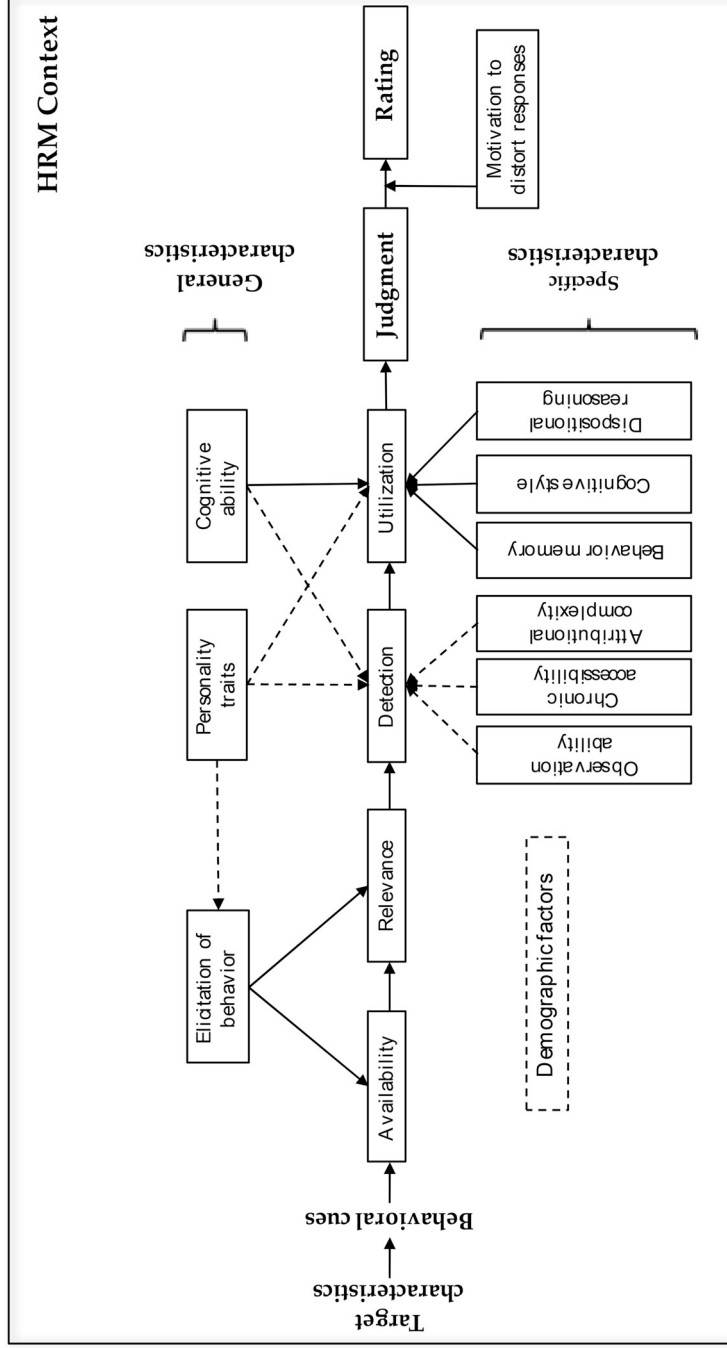 HRM Context
General
characteristics
Elicitation of
behavior
Personality
traits
Cognitive
ability
Target
characteristics
Behavioral cues
Availability
Relevance
Detection
Utilization
Judgment
Rating
Observation
ability
Chronic
accessibility
Attributional
complexity
Behavior memory
Cognitive style
Dispositional
reasoning
Motivation to
distort responses
Specific
characteristics
Demographic factors